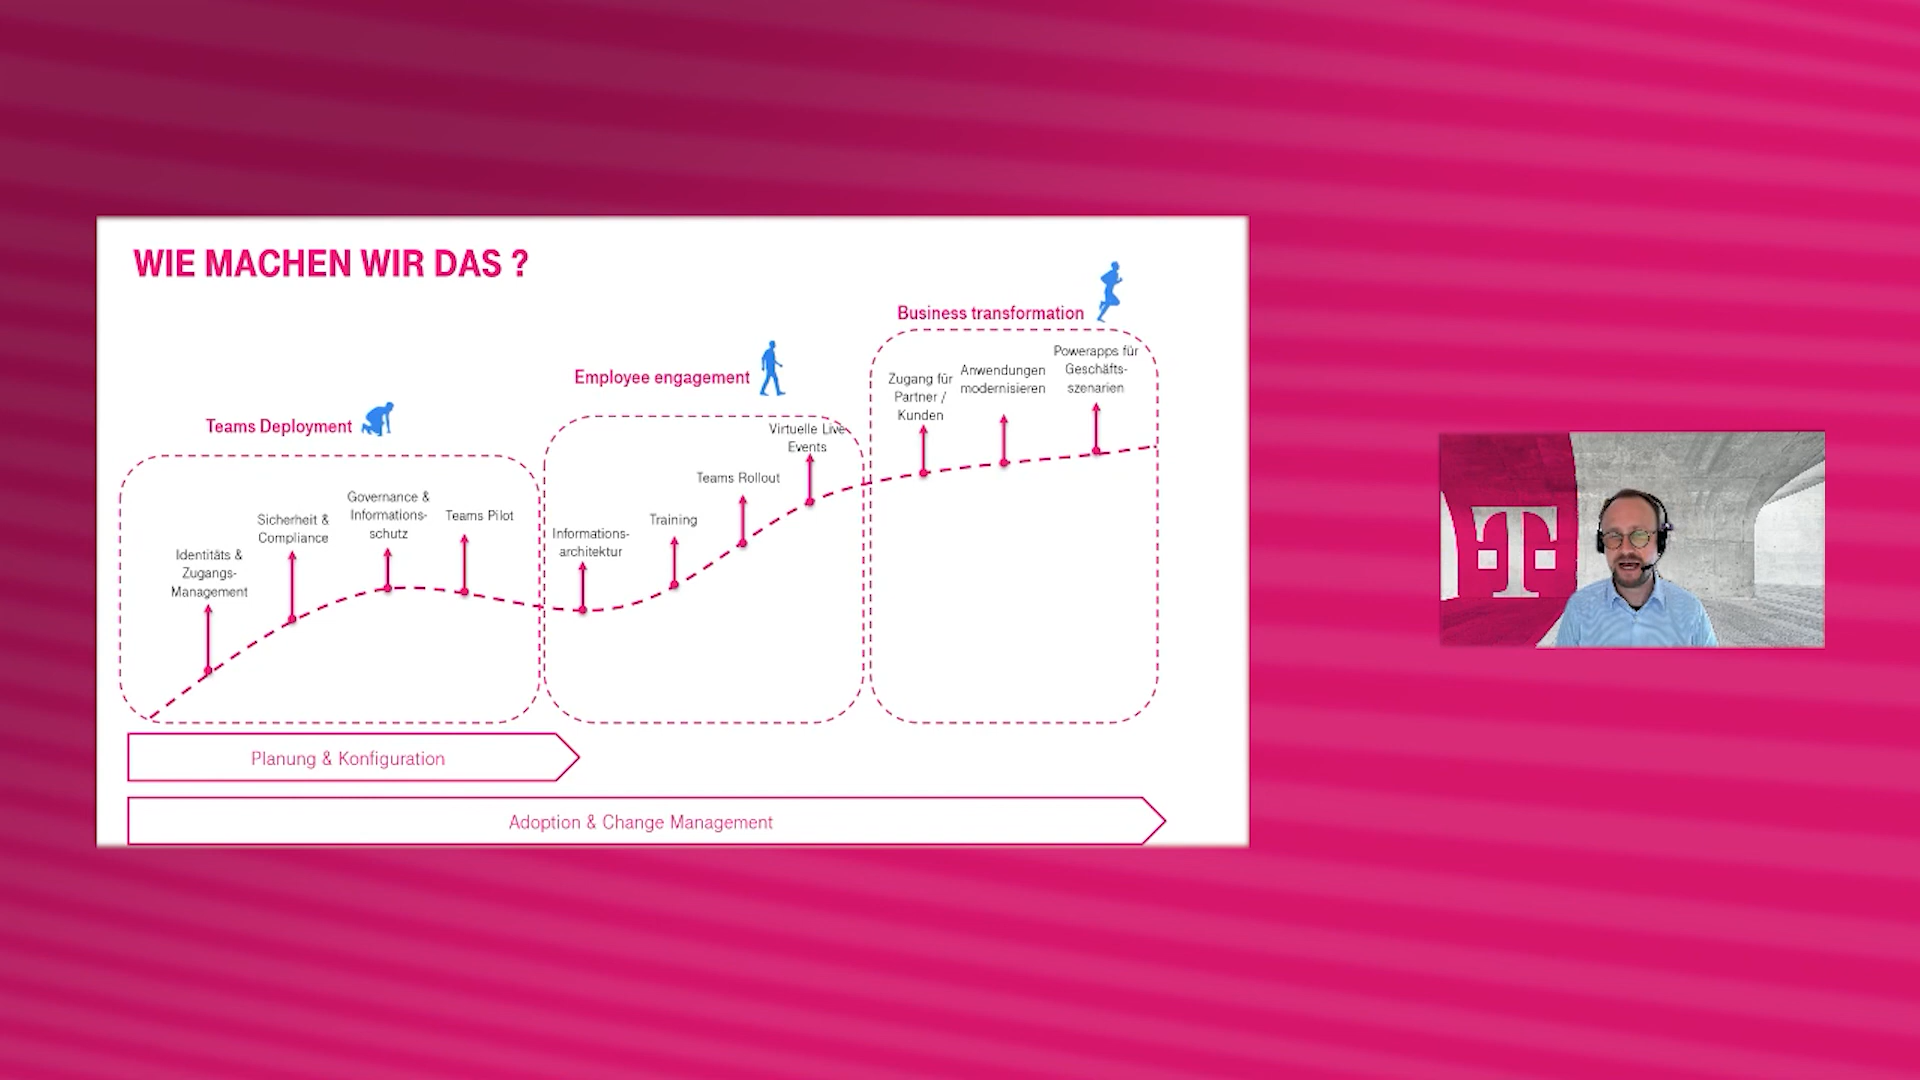 WIE MACHEN WIR DAS ?
Teams Deployment
Identitäts &
Zugangs-
Management
Sicherheit &
Compliance
Governance &
Informations-
schutz
Teams Pilot
Employee engagement
Informations-
architektur
Training
Teams Rollout
Virtuelle Live
Events
Business transformation
Zugang für
Partner /
Kunden
Anwendungen
modernisieren
Powerapps für
Geschäfts-
szenarien
Planung & Konfiguration
Adoption & Change Management
T